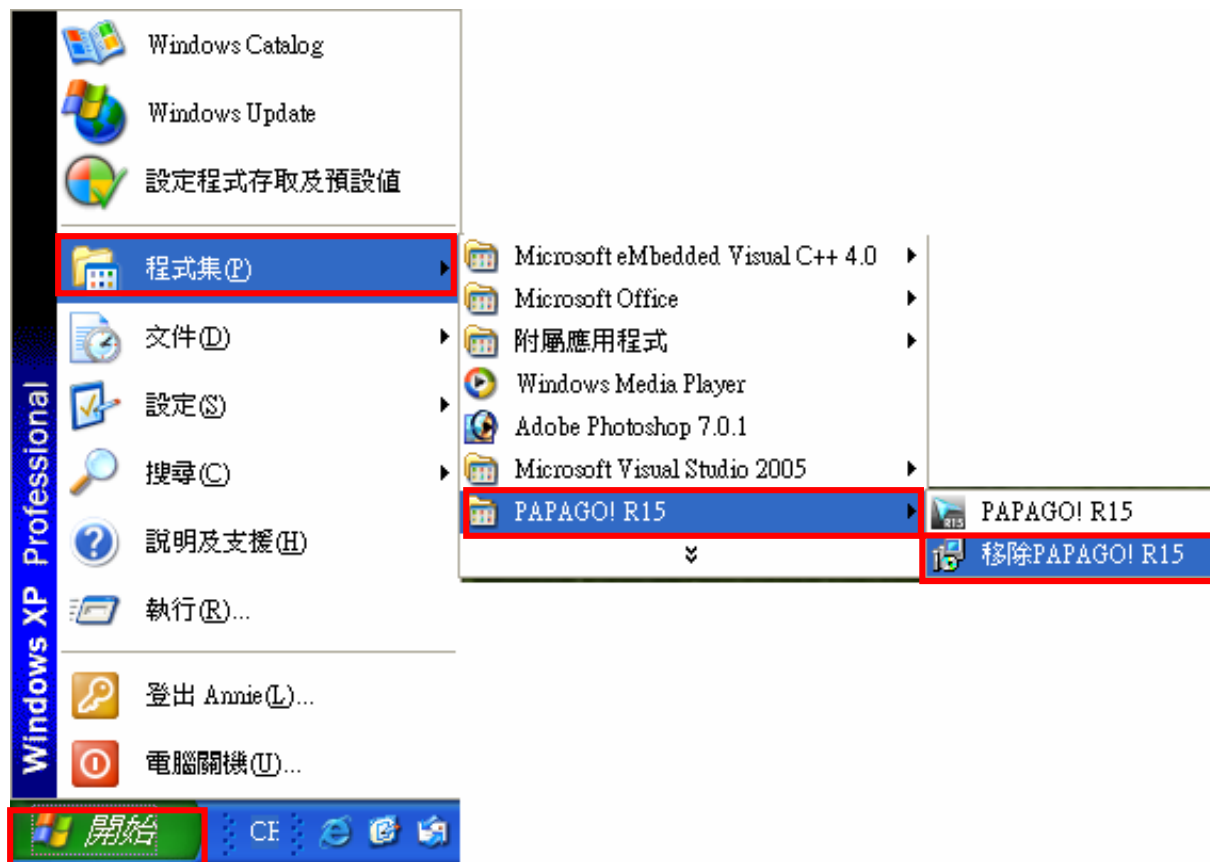 Windows Catalog
Windows Update
設定程式存取及預設值
程式集(P)
文件(D)
設定(S)
搜尋(C)
說明及支援(H)
執行(R)...
登出 Annie(L)...
電腦關機(U)...
Windows XP Professional
Microsoft eMbedded Visual C++ 4.0
Microsoft Office
附屬應用程式
Windows Media Player
Adobe Photoshop 7.0.1
Microsoft Visual Studio 2005
PAPAGO! R15
R15
PAPAGO! R15
移除PAPAGO! R15
開始
CH